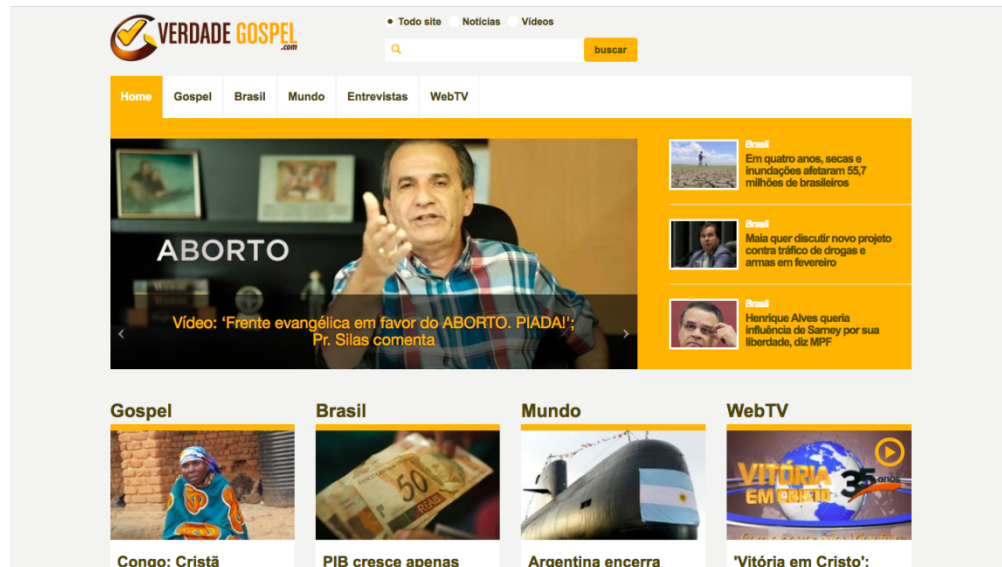 VERDADE GOSPEL
.com
Todo site Notícias Vídeos
buscar
Home Gospel Brasil Mundo Entrevistas WebTV
ABORTO
Vídeo: 'Frente evangélica em favor do ABORTO. PIADA!';
Pr. Silas comenta
Brasil
Em quatro anos, secas e
inundações afetaram 55,7
milhões de brasileiros
Brasil
Maia quer discutir novo projeto
contra tráfico de drogas e
armas em fevereiro
Brasil
Henrique Alves queria
influência de Sarney por sua
liberdade, diz MPF
Gospel
Brasil
Mundo
WebTV
50
REAIS
VITÓRIA
EM CRISTO
35 anos
Congo: Cristã
PIB cresce apenas
Argentina encerra
'Vitória em Cristo':